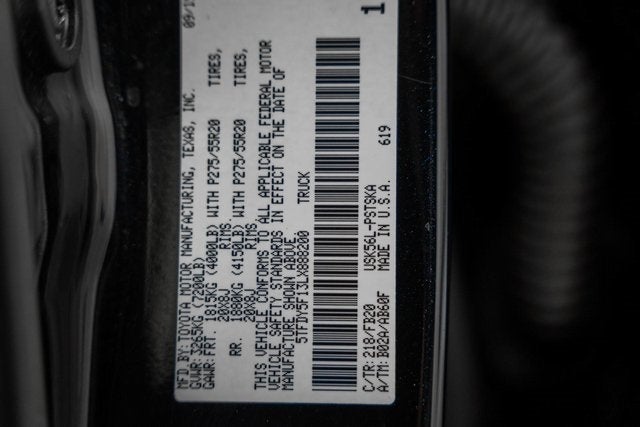 MFD BY: TOYOTA MOTOR MANUFACTURING, TEXAS, INC.
GVWR: 3265KG (7200LB)
GAWR: FRT. 1815KG (4000LB) WITH P275/55R20 TIRES,
20X8J RIMS
RR. 1880KG (4150LB) WITH P275/55R20 TIRES,
20X8J RIMS
THIS VEHICLE CONFORMS TO ALL APPLICABLE FEDERAL MOTOR
VEHICLE SAFETY STANDARDS IN EFFECT ON THE DATE OF
MANUFACTURE SHOWN ABOVE
5TFDY5F13LX888200 TRUCK
C/TR: 218/FB20 USK56L-PSTSKA 619
A/TM: B02A/AB60F MADE IN U.S.A.
1